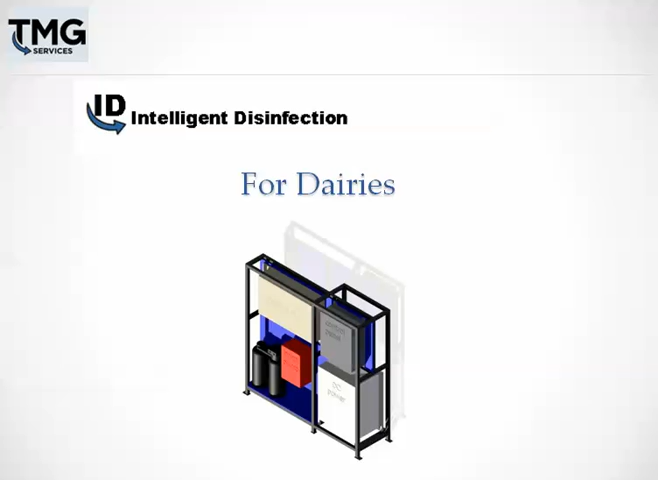 TMG
SERVICES
ID Intelligent Disinfection
For Dairies
DC
power